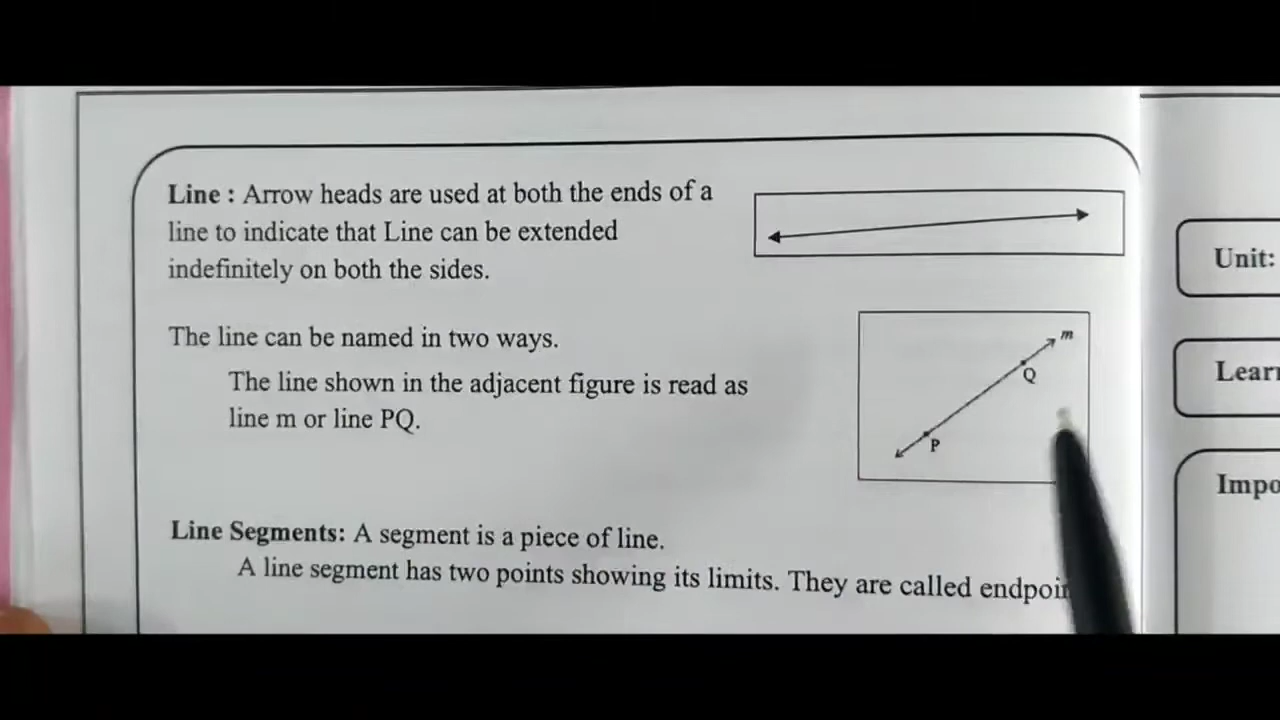 Line : Arrow heads are used at both the ends of a
line to indicate that Line can be extended
indefinitely on both the sides.
The line can be named in two ways.
The line shown in the adjacent figure is read as
line m or line PQ.
m
Q
P
Line Segments: A segment is a piece of line.
A line segment has two points showing its limits. They are called
Unit: